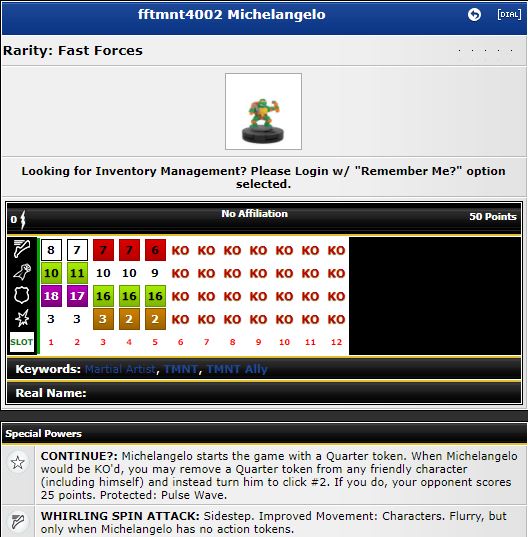 fftmnt4002 Michelangelo
[DIAL]
Rarity: Fast Forces
Looking for Inventory Management? Please Login w/ "Remember Me?" option
selected.
0 No Affiliation 50 Points
8 7 7 7 6 KO KO KO KO KO KO KO
10 11 10 10 9 KO KO KO KO KO KO KO
18 17 16 16 16 KO KO KO KO KO KO KO
3 3 3 2 2 KO KO KO KO KO KO KO
SLOT 1 2 3 4 5 6 7 8 9 10 11 12
Keywords: Martial Artist, TMNT, TMNT Ally
Real Name:
Special Powers
CONTINUE?: Michelangelo starts the game with a Quarter token. When Michelangelo
would be KO'd, you may remove a Quarter token from any friendly character
(including himself) and instead turn him to click #2. If you do, your opponent scores
25 points. Protected: Pulse Wave.
WHIRLING SPIN ATTACK: Sidestep. Improved Movement: Characters. Flurry, but
only when Michelangelo has no action tokens.